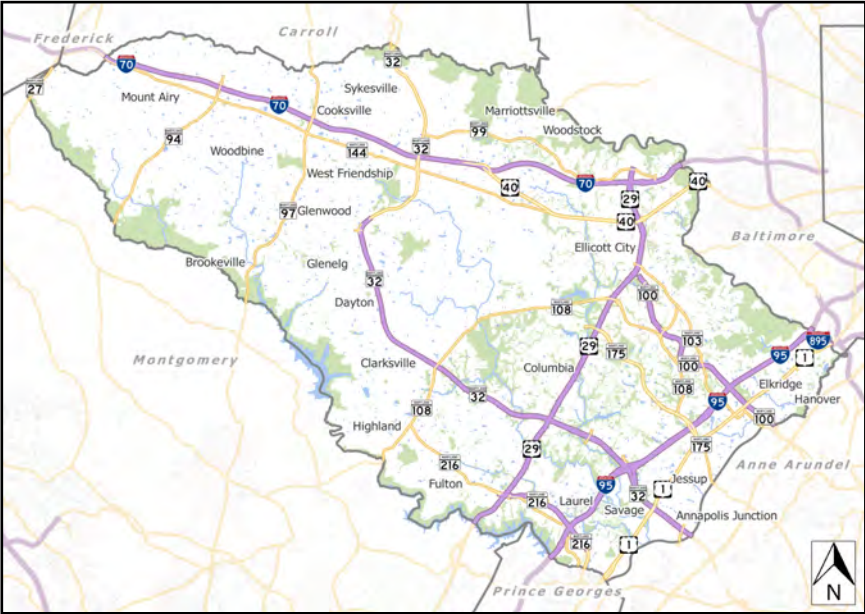 Carroll
Frederick
32
70
27
Sykesville
Mount Airy
70
Cooksville
Marriottsville
99
Woodstock
94
32
Woodbine
144
West Friendship
40
70
40
29
97
Glenwood
40
Baltimore
Ellicott City
Brookeville
Glenelg
32
100
Dayton
108
103
895
Montgomery
29
175
95
1
Clarksville
Columbia
100
Elkridge
108
32
95
Hanover
108
100
Highland
29
175
216
Anne Arundel
Fulton
95
Jessup
1
32
Laurel
216
Savage
Annapolis Junction
216
1
N
Prince Georges